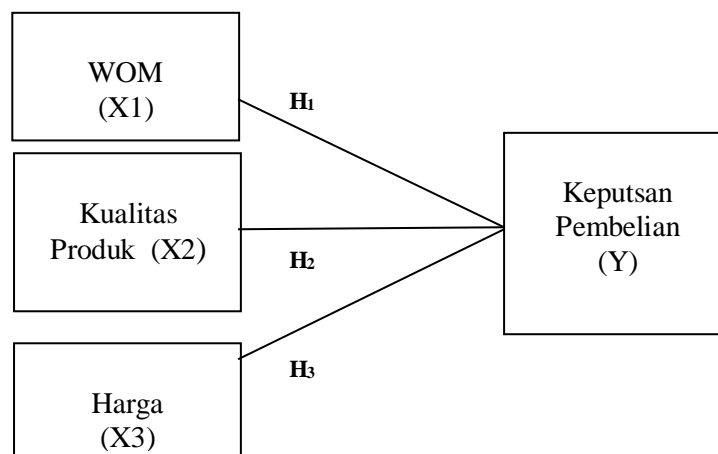 WOM
(X1)
H1
Kualitas
Produk (X2)
H2
Keputsan
Pembelian
(Y)
H3
Harga
(X3)